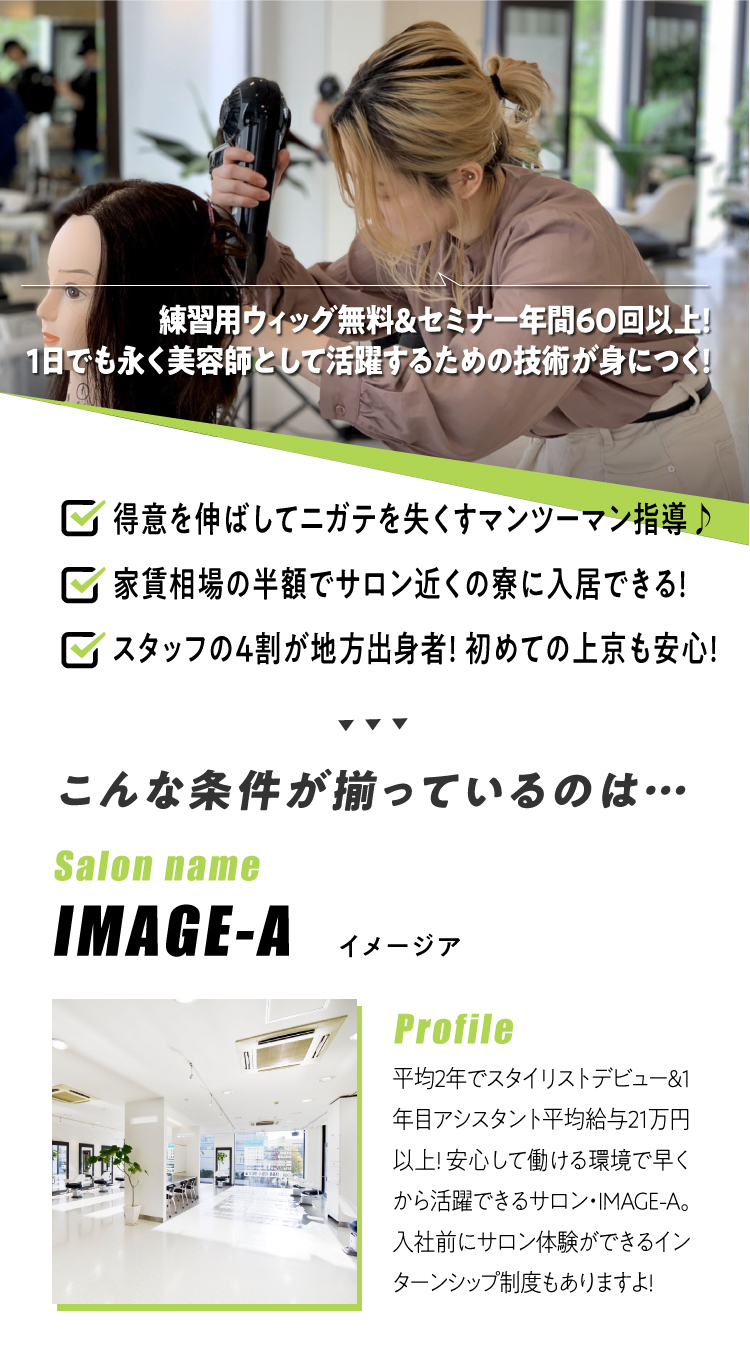 練習用ウィッグ無料&セミナー年間60回以上!
1日でも永く美容師として活躍するための技術が身につく!
得意を伸ばしてニガテを失くすマンツーマン指導♪
家賃相場の半額でサロン近くの寮に入居できる!
スタッフの4割が地方出身者! 初めての上京も安心!
こんな条件が揃っているのは…
Salon name
IMAGE-A イメージア
Profile
平均2年でスタイリストデビュー&1
年目アシスタント平均給与21万円
以上! 安心して働ける環境で早く
から活躍できるサロン・IMAGE-A。
入社前にサロン体験ができるイン
ターンシップ制度もありますよ!